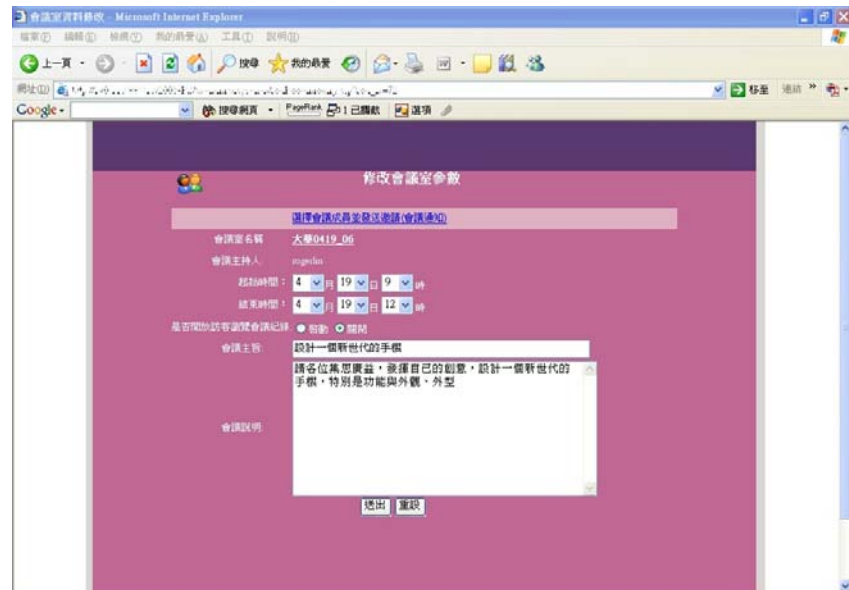 會議室資料修改 - Microsoft Internet Explorer
檔案(F) 編輯(E) 檢視(V) 我的最愛(A) 工具(T) 說明(H)
上一頁 搜尋 我的最愛
網址(D) 移至 連結 »
Google 搜尋網頁 PageRank 已攔截 選項
修改會議室參數
選擇會議成員並發送邀請(會議通知)
會議室名稱 大華0419_06
會議主持人
起始時間: 4 月 19 日 9 時
結束時間: 4 月 19 日 12 時
是否開放訪客瀏覽會議紀錄: 啟動 關閉
會議主旨: 設計一個新世代的手機
請各位集思廣益,發揮自己的創意,設計一個新世代的
手機,特別是功能與外觀、外型
會議說明:
送出 重設